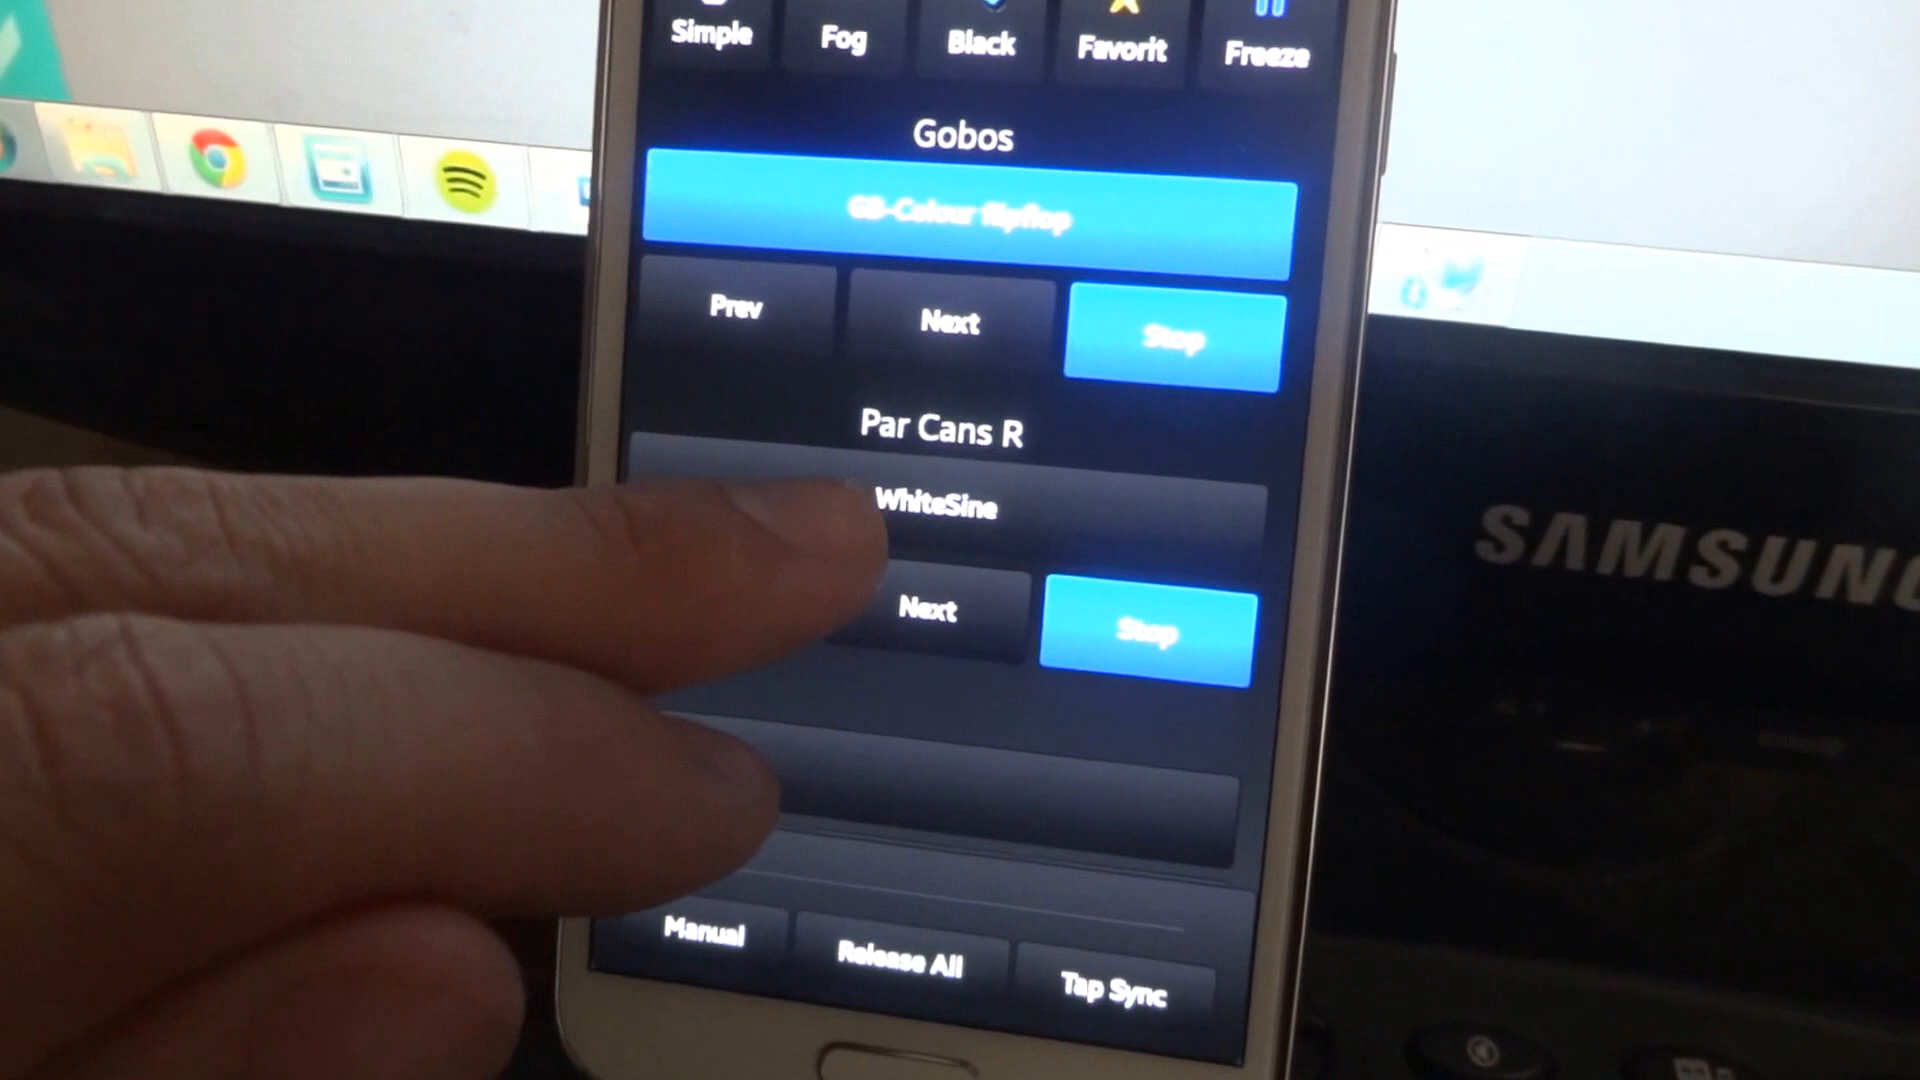 Simple Fog Black Favorit Freeze
Gobos
GB-Colour flipflop
Prev Next Stop
Par Cans R
WhiteSine
Next Stop
SAMSUNG
Manual Release All Tap Sync